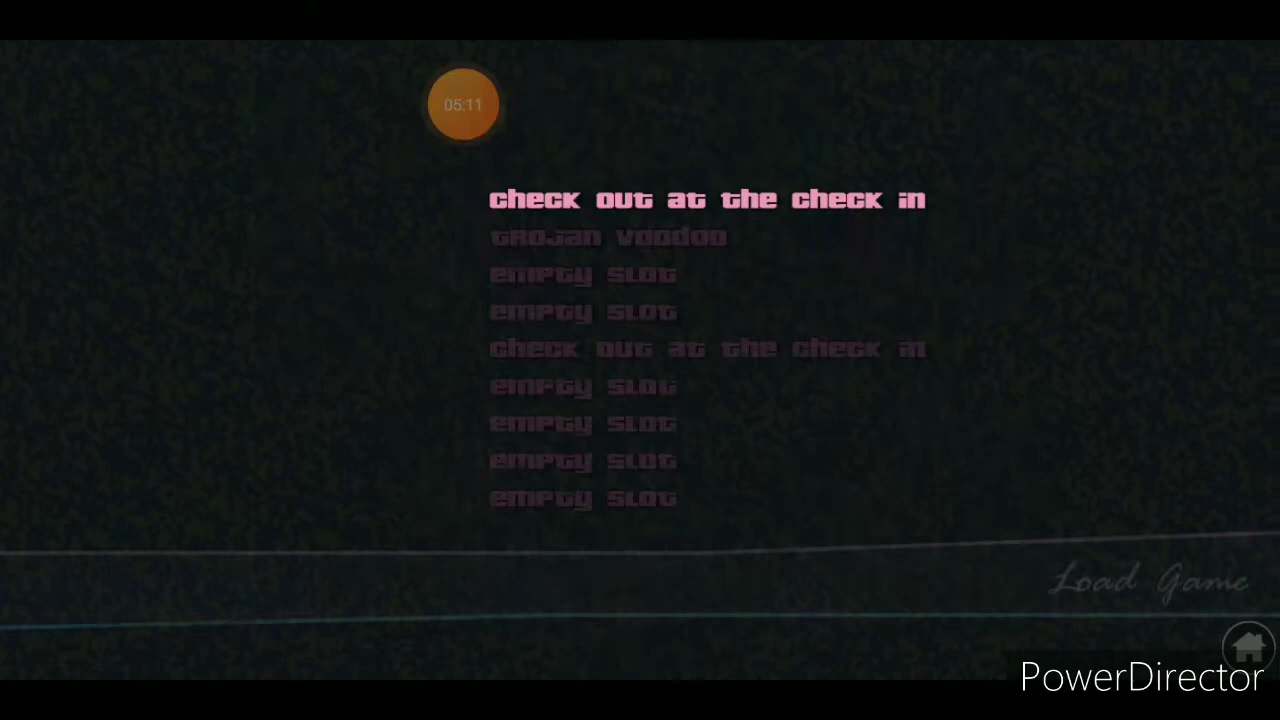 05:11
check out at the check in
trojan voodoo
empty slot
empty slot
check out at the check in
empty slot
empty slot
empty slot
empty slot
Load Game
PowerDirector